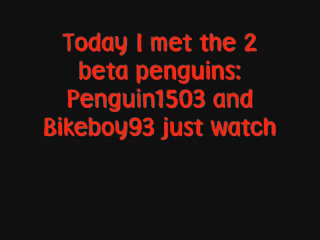 Today I met the 2
beta penguins:
Penguin1503 and
Bikeboy93 just watch